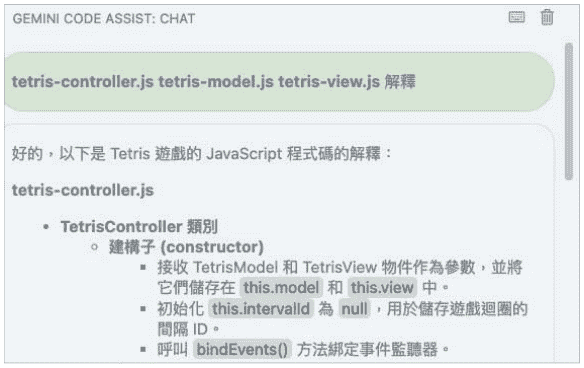 GEMINI CODE ASSIST: CHAT
tetris-controller.js tetris-model.js tetris-view.js 解釋
好的，以下是 Tetris 遊戲的 JavaScript 程式碼的解釋：
tetris-controller.js
• TetrisController 類別
○ 建構子 (constructor)
▪ 接收 TetrisModel 和 TetrisView 物件作為參數，並將
它們儲存在 this.model 和 this.view 中。
▪ 初始化 this.intervalId 為 null，用於儲存遊戲迴圈的
間隔 ID。
▪ 呼叫 bindEvents() 方法綁定事件監聽器。